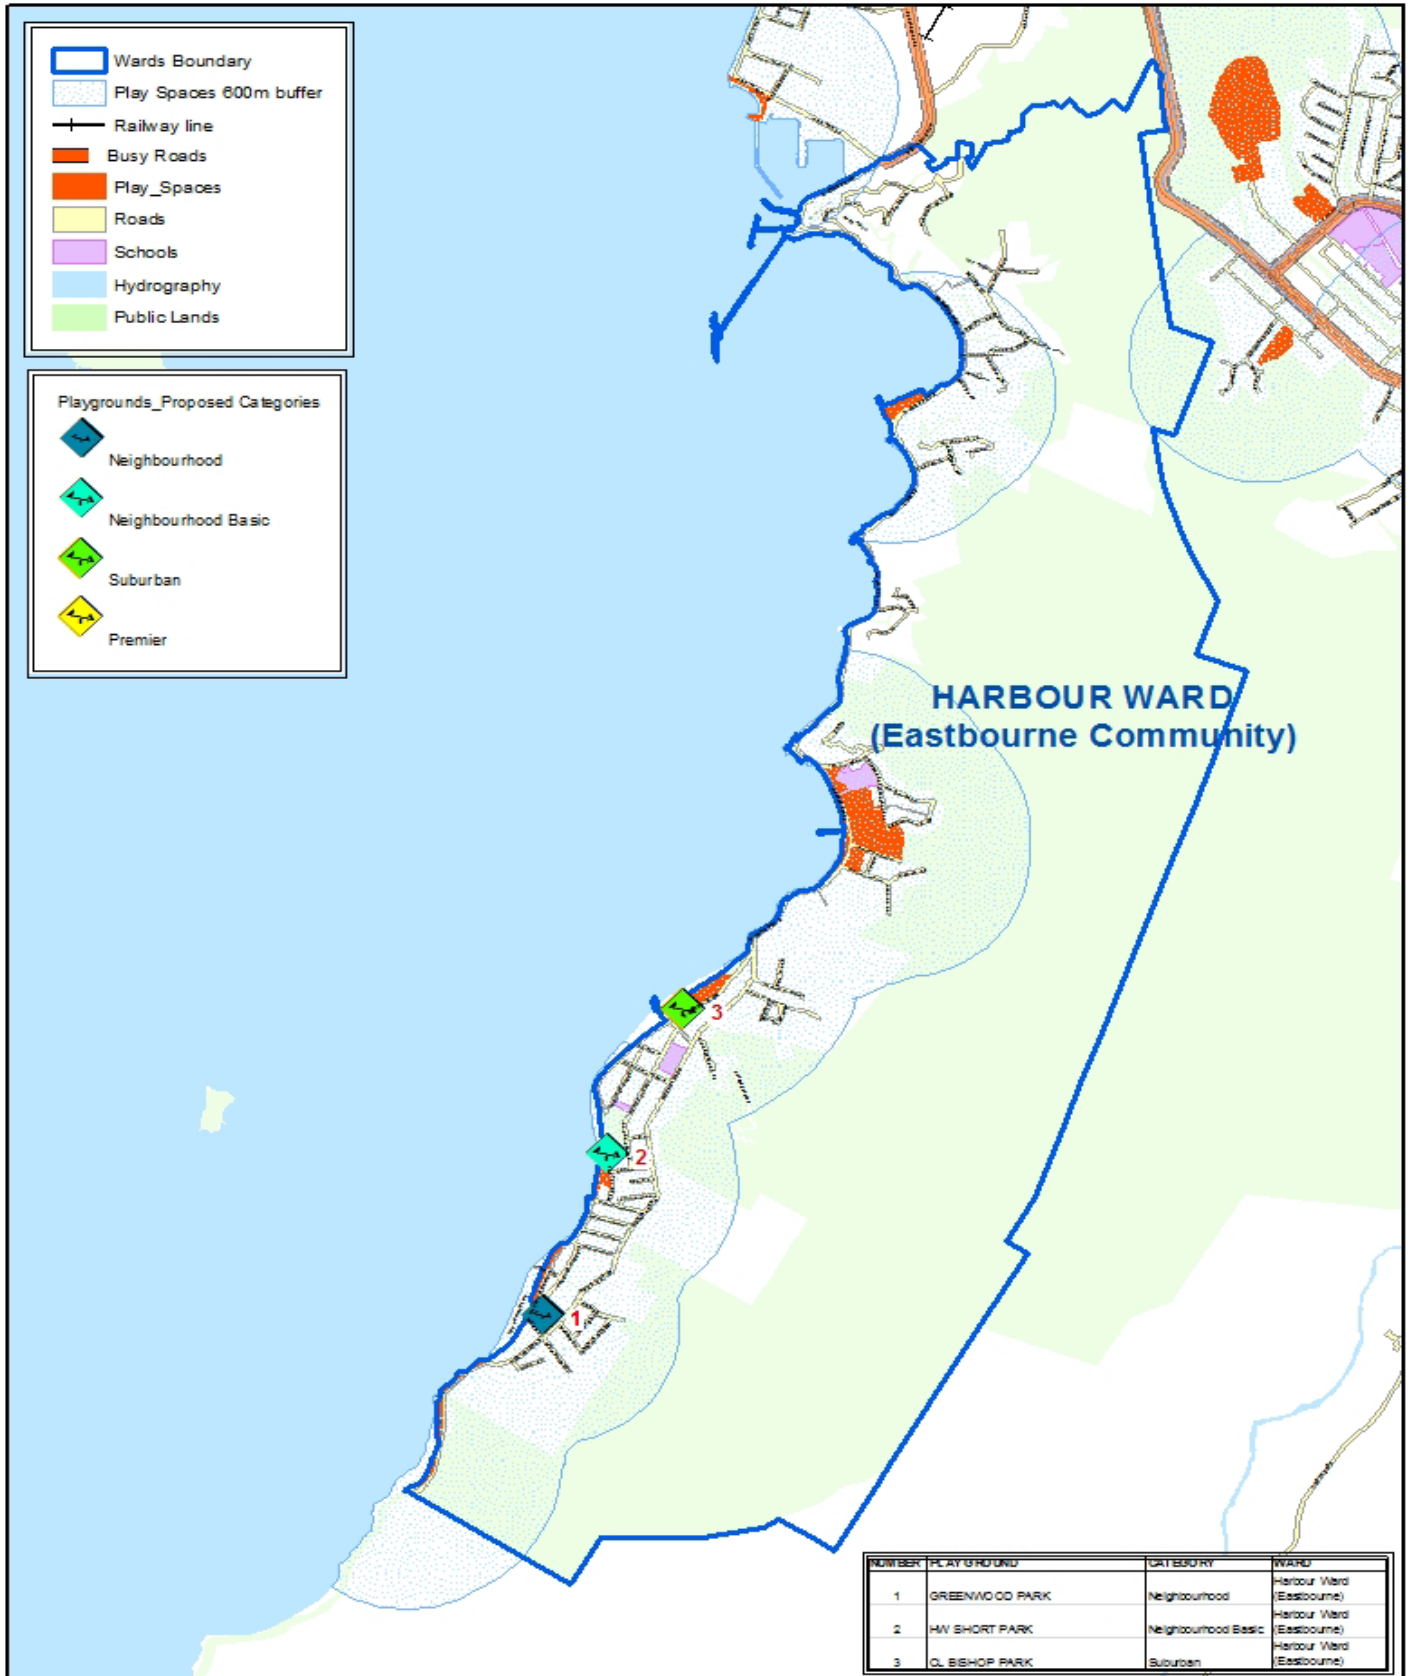 Wards Boundary
Play Spaces 600m buffer
Railway line
Busy Roads
Play_Spaces
Roads
Schools
Hydrography
Public Lands
Playgrounds_Proposed Categories
Neighbourhood
Neighbourhood Basic
Suburban
Premier
HARBOUR WARD
(Eastbourne Community)
3
2
1
NUMBER PLAYGROUND CATEGORY WARD
1 GREENWOOD PARK Neighbourhood Harbour Ward (Eastbourne)
2 HW SHORT PARK Neighbourhood Basic Harbour Ward (Eastbourne)
3 CL BISHOP PARK Suburban Harbour Ward (Eastbourne)